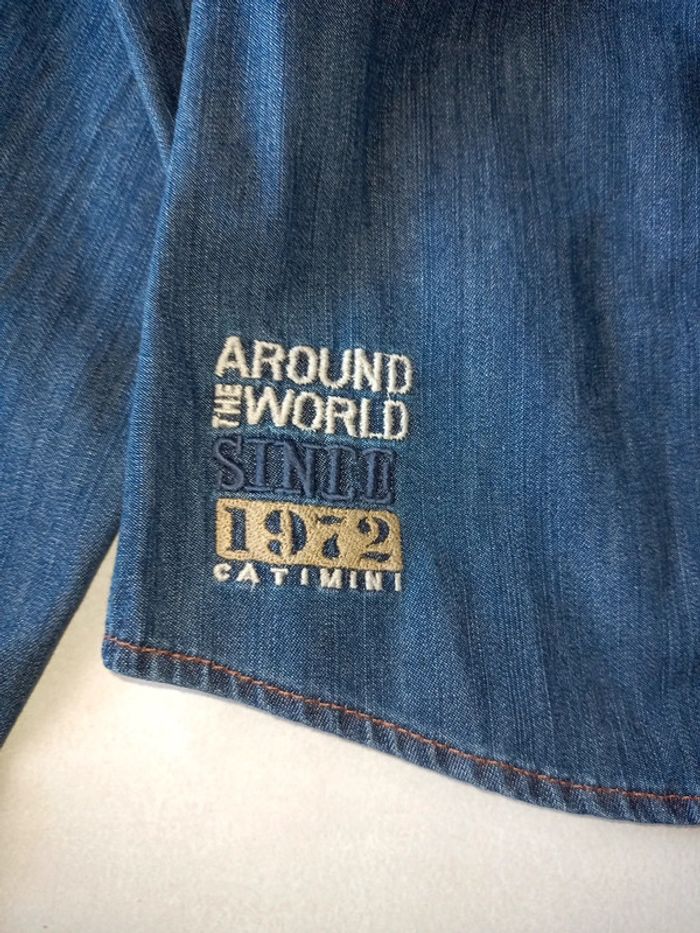 AROUND
THE WORLD
SINCE
1972
CATIMINI